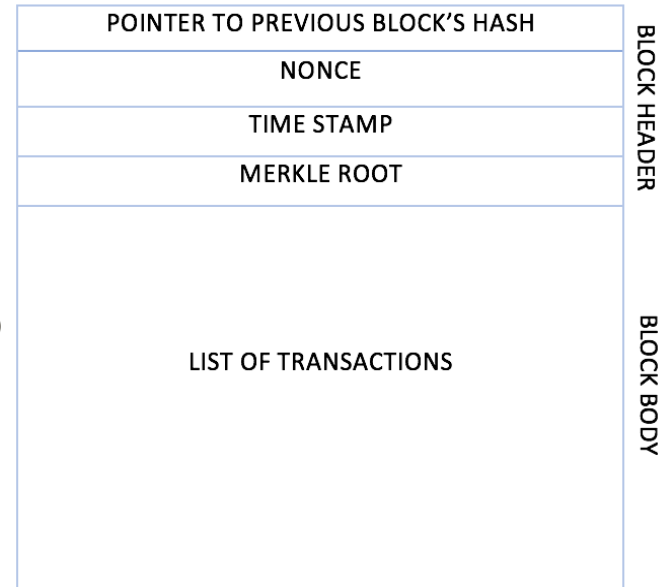 POINTER TO PREVIOUS BLOCK’S HASH
NONCE
TIME STAMP
MERKLE ROOT
BLOCK HEADER
LIST OF TRANSACTIONS
BLOCK BODY